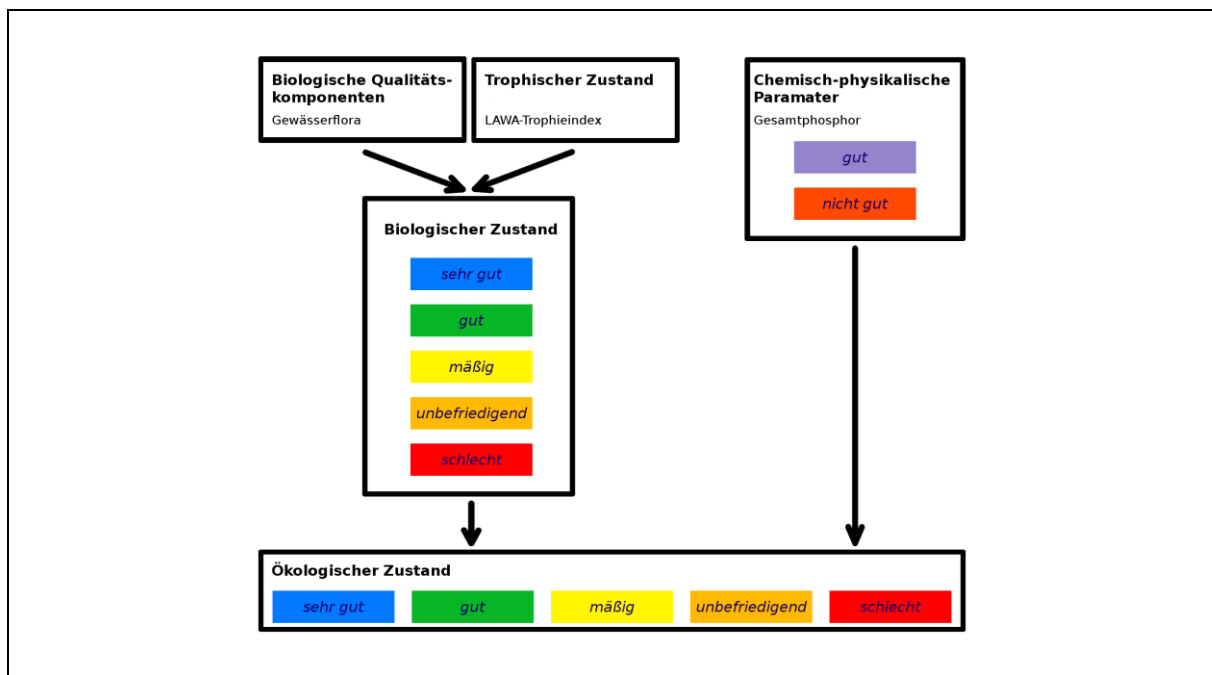 Biologische Qualitäts-
komponenten
Gewässerflora
Trophischer Zustand
LAWA-Trophieindex
Chemisch-physikalische
Paramater
Gesamtphosphor
gut
nicht gut
Biologischer Zustand
sehr gut
gut
mäßig
unbefriedigend
schlecht
Ökologischer Zustand
sehr gut
gut
mäßig
unbefriedigend
schlecht